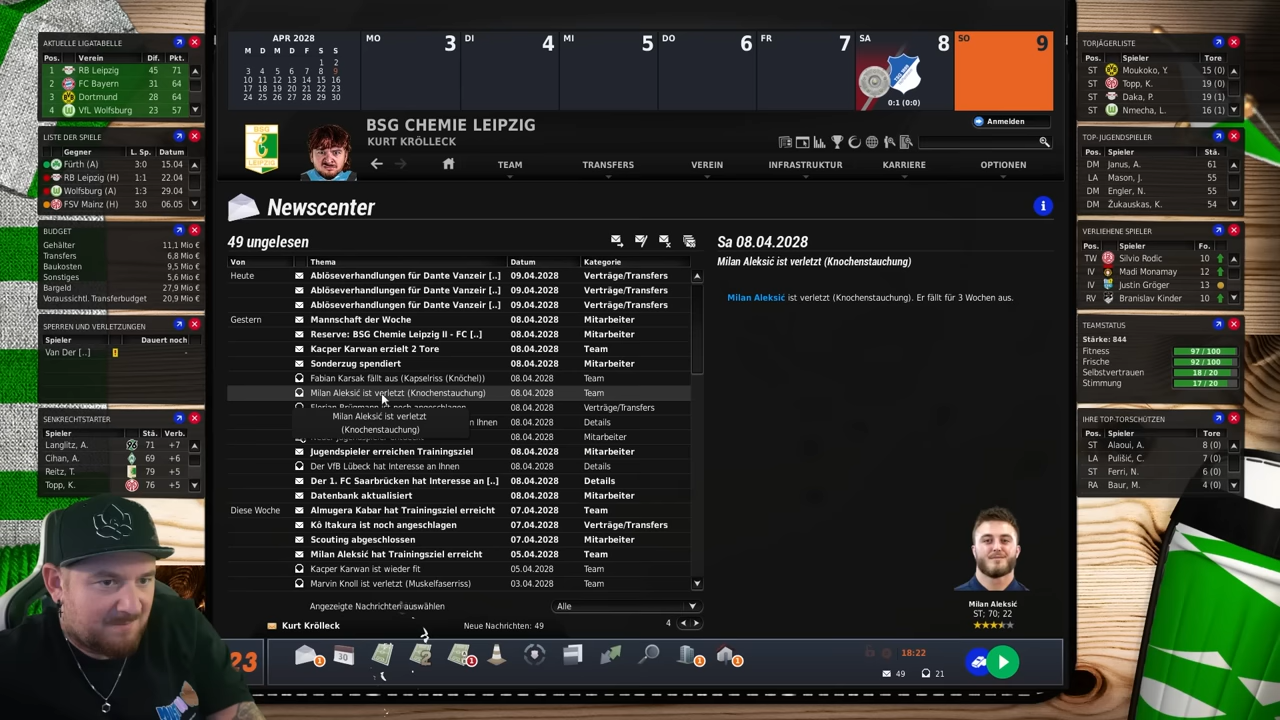 AKTUELLE LIGATABELLE
Pos. Verein Dif. Pkt.
1 RB Leipzig 45 71
2 FC Bayern 31 64
3 Dortmund 28 64
4 VfL Wolfsburg 23 57
LISTE DER SPIELE
Gegner L. Sp. Datum
Fürth (A) 3:0 15.04
RB Leipzig (H) 1:1 22.04
Wolfsburg (A) 1:3 29.04
FSV Mainz (H) 3:0 06.05
BUDGET
Gehälter 11,1 Mio €
Transfers 6,8 Mio €
Baukosten 9,5 Mio €
Sonstiges 5,6 Mio €
Bargeld 27,9 Mio €
Voraussichtl. Transferbudget 20,9 Mio €
SPERREN UND VERLETZUNGEN
Spieler Dauert noch
Van Der [..] -
SENKRECHTSTARTER
Spieler Stä. Verb.
Langlitz, A. 71 +7
Cihan, A. 69 +6
Reitz, T. 79 +5
Topp, K. 76 +5
APR 2028
M D M D F S S
1 2
3 4 5 6 7 8 9
10 11 12 13 14 15 16
17 18 19 20 21 22 23
24 25 26 27 28 29 30
MO 3 DI 4 MI 5 DO 6 FR 7 SA 8 SO 9
0:1 (0:0)
BSG
LEIPZIG
BSG CHEMIE LEIPZIG
KURT KRÖLLECK
Anmelden
TEAM TRANSFERS VEREIN INFRASTRUKTUR KARRIERE OPTIONEN
Newscenter
49 ungelesen
Von Thema Datum Kategorie
Heute Ablöseverhandlungen für Dante Vanzeir [..] 09.04.2028 Verträge/Transfers
Ablöseverhandlungen für Dante Vanzeir [..] 09.04.2028 Verträge/Transfers
Ablöseverhandlungen für Dante Vanzeir [..] 09.04.2028 Verträge/Transfers
Gestern Mannschaft der Woche 08.04.2028 Mitarbeiter
Reserve: BSG Chemie Leipzig II - FC [..] 08.04.2028 Mitarbeiter
Kacper Karwan erzielt 2 Tore 08.04.2028 Team
Sonderzug spendiert 08.04.2028 Mitarbeiter
Fabian Karsak fällt aus (Kapselriss (Knöchel)) 08.04.2028 Team
Milan Aleksić ist verletzt (Knochenstauchung) 08.04.2028 Team
08.04.2028 Verträge/Transfers
n Ihnen 08.04.2028 Details
08.04.2028 Mitarbeiter
Milan Aleksić ist verletzt
(Knochenstauchung)
Jugendspieler erreichen Trainingsziel 08.04.2028 Mitarbeiter
Der VfB Lübeck hat Interesse an Ihnen 08.04.2028 Details
Der 1. FC Saarbrücken hat Interesse an [..] 08.04.2028 Details
Datenbank aktualisiert 08.04.2028 Mitarbeiter
Diese Woche Almugera Kabar hat Trainingsziel erreicht 07.04.2028 Team
Kô Itakura ist noch angeschlagen 07.04.2028 Verträge/Transfers
Scouting abgeschlossen 07.04.2028 Mitarbeiter
Milan Aleksić hat Trainingsziel erreicht 05.04.2028 Team
Kacper Karwan ist wieder fit 05.04.2028 Team
Marvin Knoll ist verletzt (Muskelfaserriss) 03.04.2028 Team
Angezeigte Nachrichten auswählen Alle
Kurt Krölleck Neue Nachrichten: 49 4
Sa 08.04.2028
Milan Aleksić ist verletzt (Knochenstauchung)
Milan Aleksić ist verletzt (Knochenstauchung). Er fällt für 3 Wochen aus.
Milan Aleksić
ST; 70; 22
23 1 30 2 1 1 1
18:22
49 21
TORJÄGERLISTE
Pos. Spieler Tore
ST Moukoko, Y. 15 (0)
ST Topp, K. 19 (1)
ST Daka, P. 19 (1)
ST Nmecha, L. 16 (1)
TOP-JUGENDSPIELER
Pos. Spieler Stä.
DM Janus, A. 61
LA Mason, J. 55
DM Engler, N. 55
DM Žukauskas, K. 54
VERLIEHENE SPIELER
Pos. Spieler Fo.
TW Silvio Rodic 10
IV Madi Monamay 12
IV Justin Gröger 13
RV Branislav Kinder 10
TEAMSTATUS
Stärke: 844
Fitness 97 / 100
Frische 92 / 100
Selbstvertrauen 18 / 20
Stimmung 17 / 20
IHRE TOP-TORSCHÜTZEN
Pos. Spieler Tore
ST Alaoui, A. 8 (0)
LA Pulišić, C. 7 (0)
ST Ferri, N. 6 (0)
RA Baur, M. 4 (0)